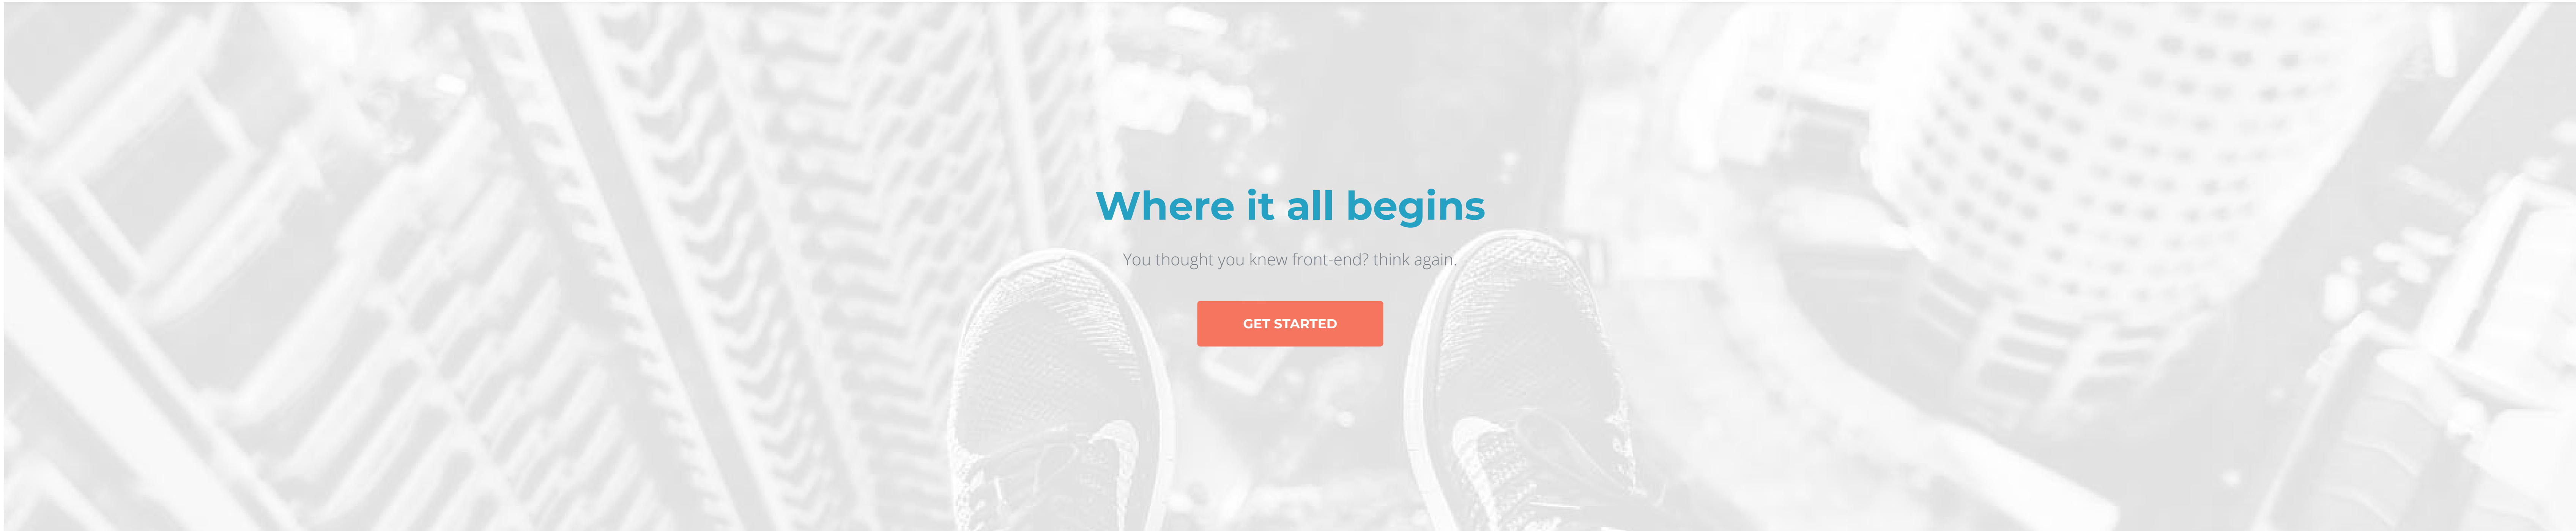 Where it all begins
You thought you knew front-end? think again.
GET STARTED